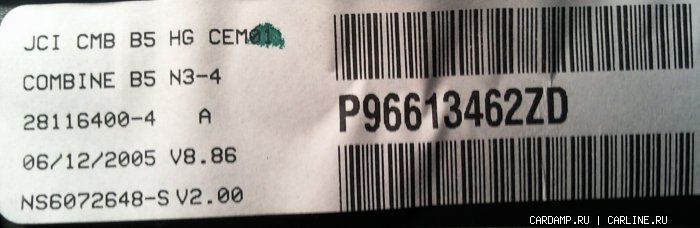 JCI CMB B5 HG CEM01
COMBINE B5 N3-4
28116400-4 A
06/12/2005 V8.86
NS6072648-S V2.00
P96613462ZD
CARDAMP.RU | CARLINE.RU